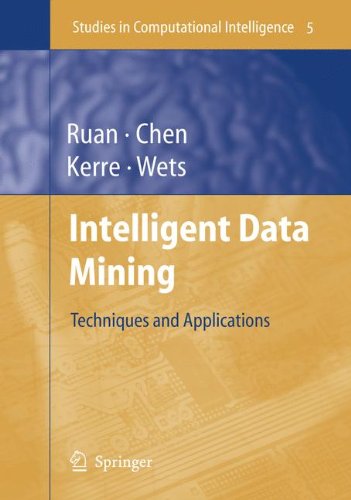 Studies in Computational Intelligence 5
Ruan · Chen
Kerre · Wets
Intelligent Data
Mining
Techniques and Applications
Springer